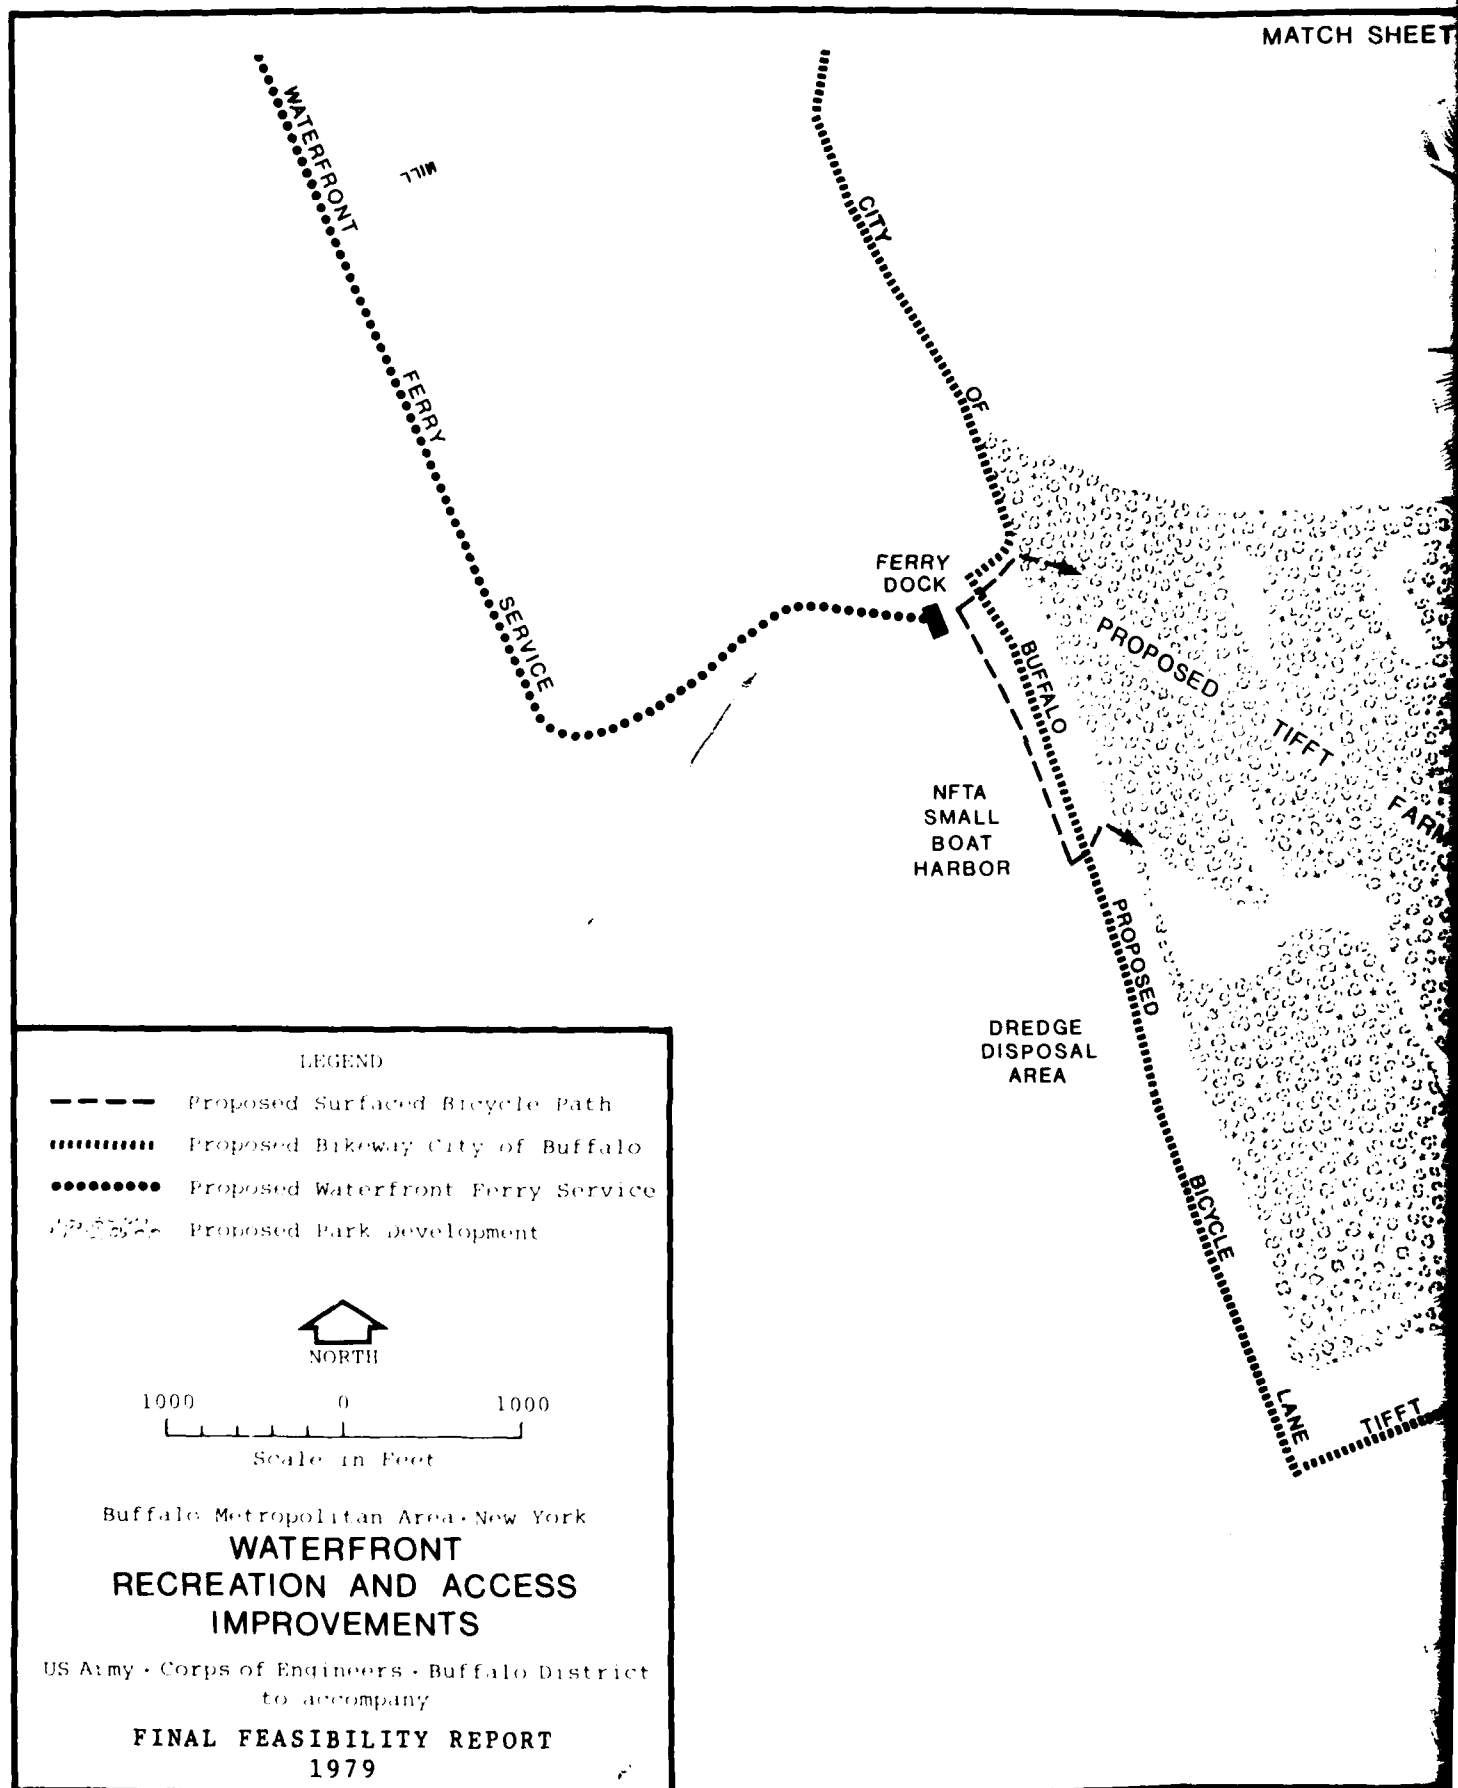 MATCH SHEET
WATERFRONT
MILL
FERRY
SERVICE
CITY
OF
FERRY
DOCK
BUFFALO
PROPOSED
TIFFT
FARM
NFTA
SMALL
BOAT
HARBOR
PROPOSED
DREDGE
DISPOSAL
AREA
BICYCLE
LANE
TIFFT
LEGEND
Proposed Surfaced Bicycle Path
Proposed Bikeway City of Buffalo
Proposed Waterfront Ferry Service
Proposed Park Development
NORTH
1000 0 1000
Scale in Feet
Buffalo Metropolitan Area · New York
WATERFRONT
RECREATION AND ACCESS
IMPROVEMENTS
US Army · Corps of Engineers · Buffalo District
to accompany
FINAL FEASIBILITY REPORT
1979